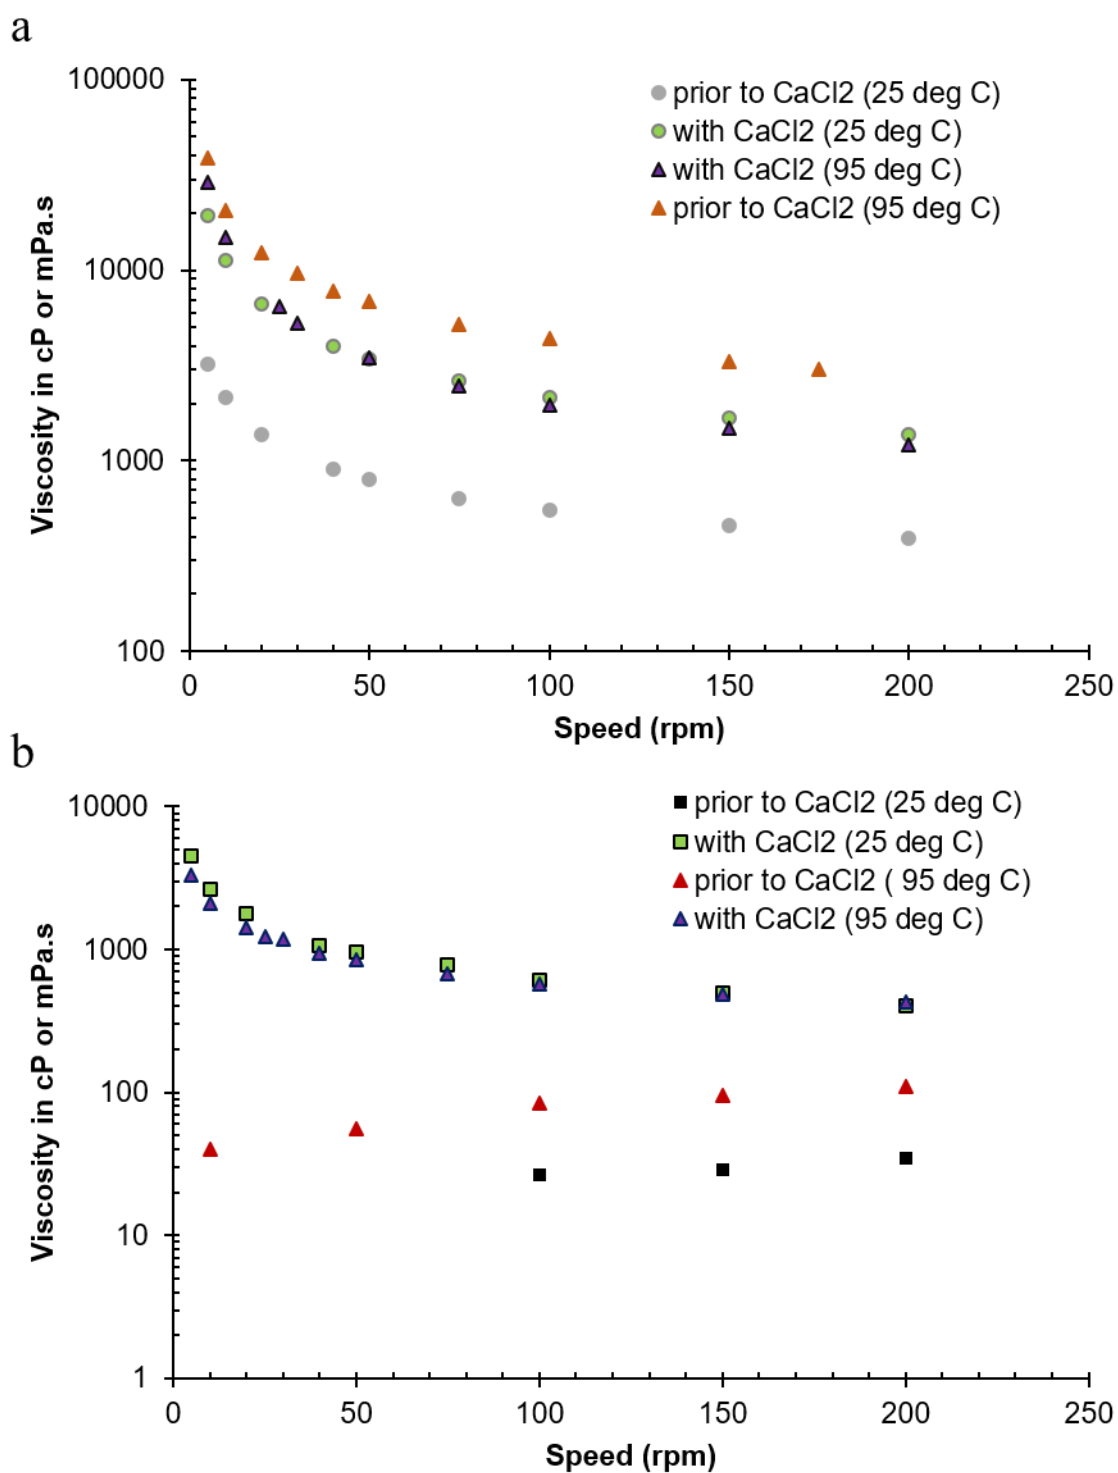 a
100000
10000
1000
100
Viscosity in cP or mPa.s
prior to CaCl2 (25 deg C)
with CaCl2 (25 deg C)
with CaCl2 (95 deg C)
prior to CaCl2 (95 deg C)
0 50 100 150 200 250
Speed (rpm)
b
10000
1000
100
10
1
Viscosity in cP or mPa.s
prior to CaCl2 (25 deg C)
with CaCl2 (25 deg C)
prior to CaCl2 ( 95 deg C)
with CaCl2 (95 deg C)
0 50 100 150 200 250
Speed (rpm)